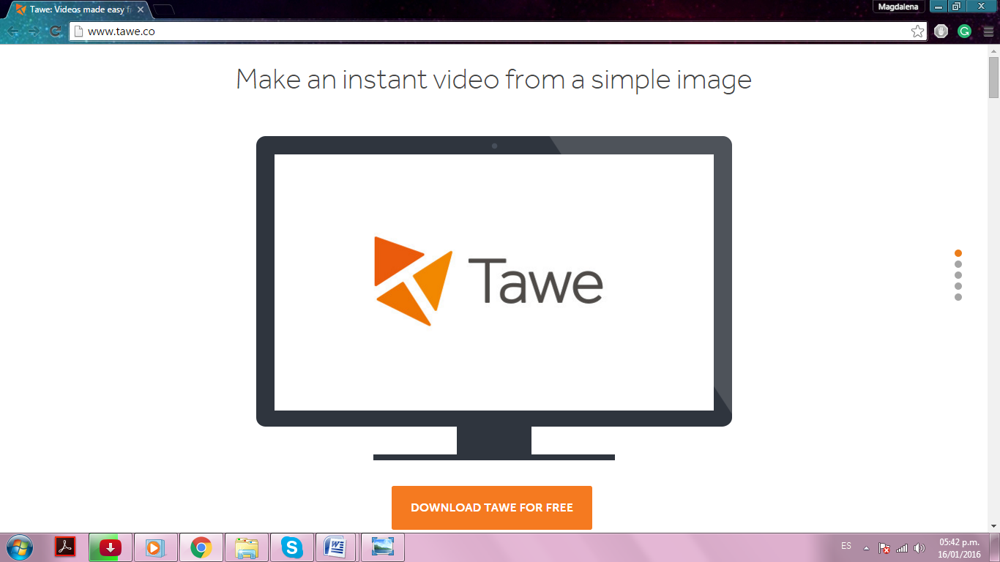 Tawe: Videos made easy f
Magdalena
www.tawe.co
Make an instant video from a simple image
Tawe
DOWNLOAD TAWE FOR FREE
ES
05:42 p.m.
16/01/2016